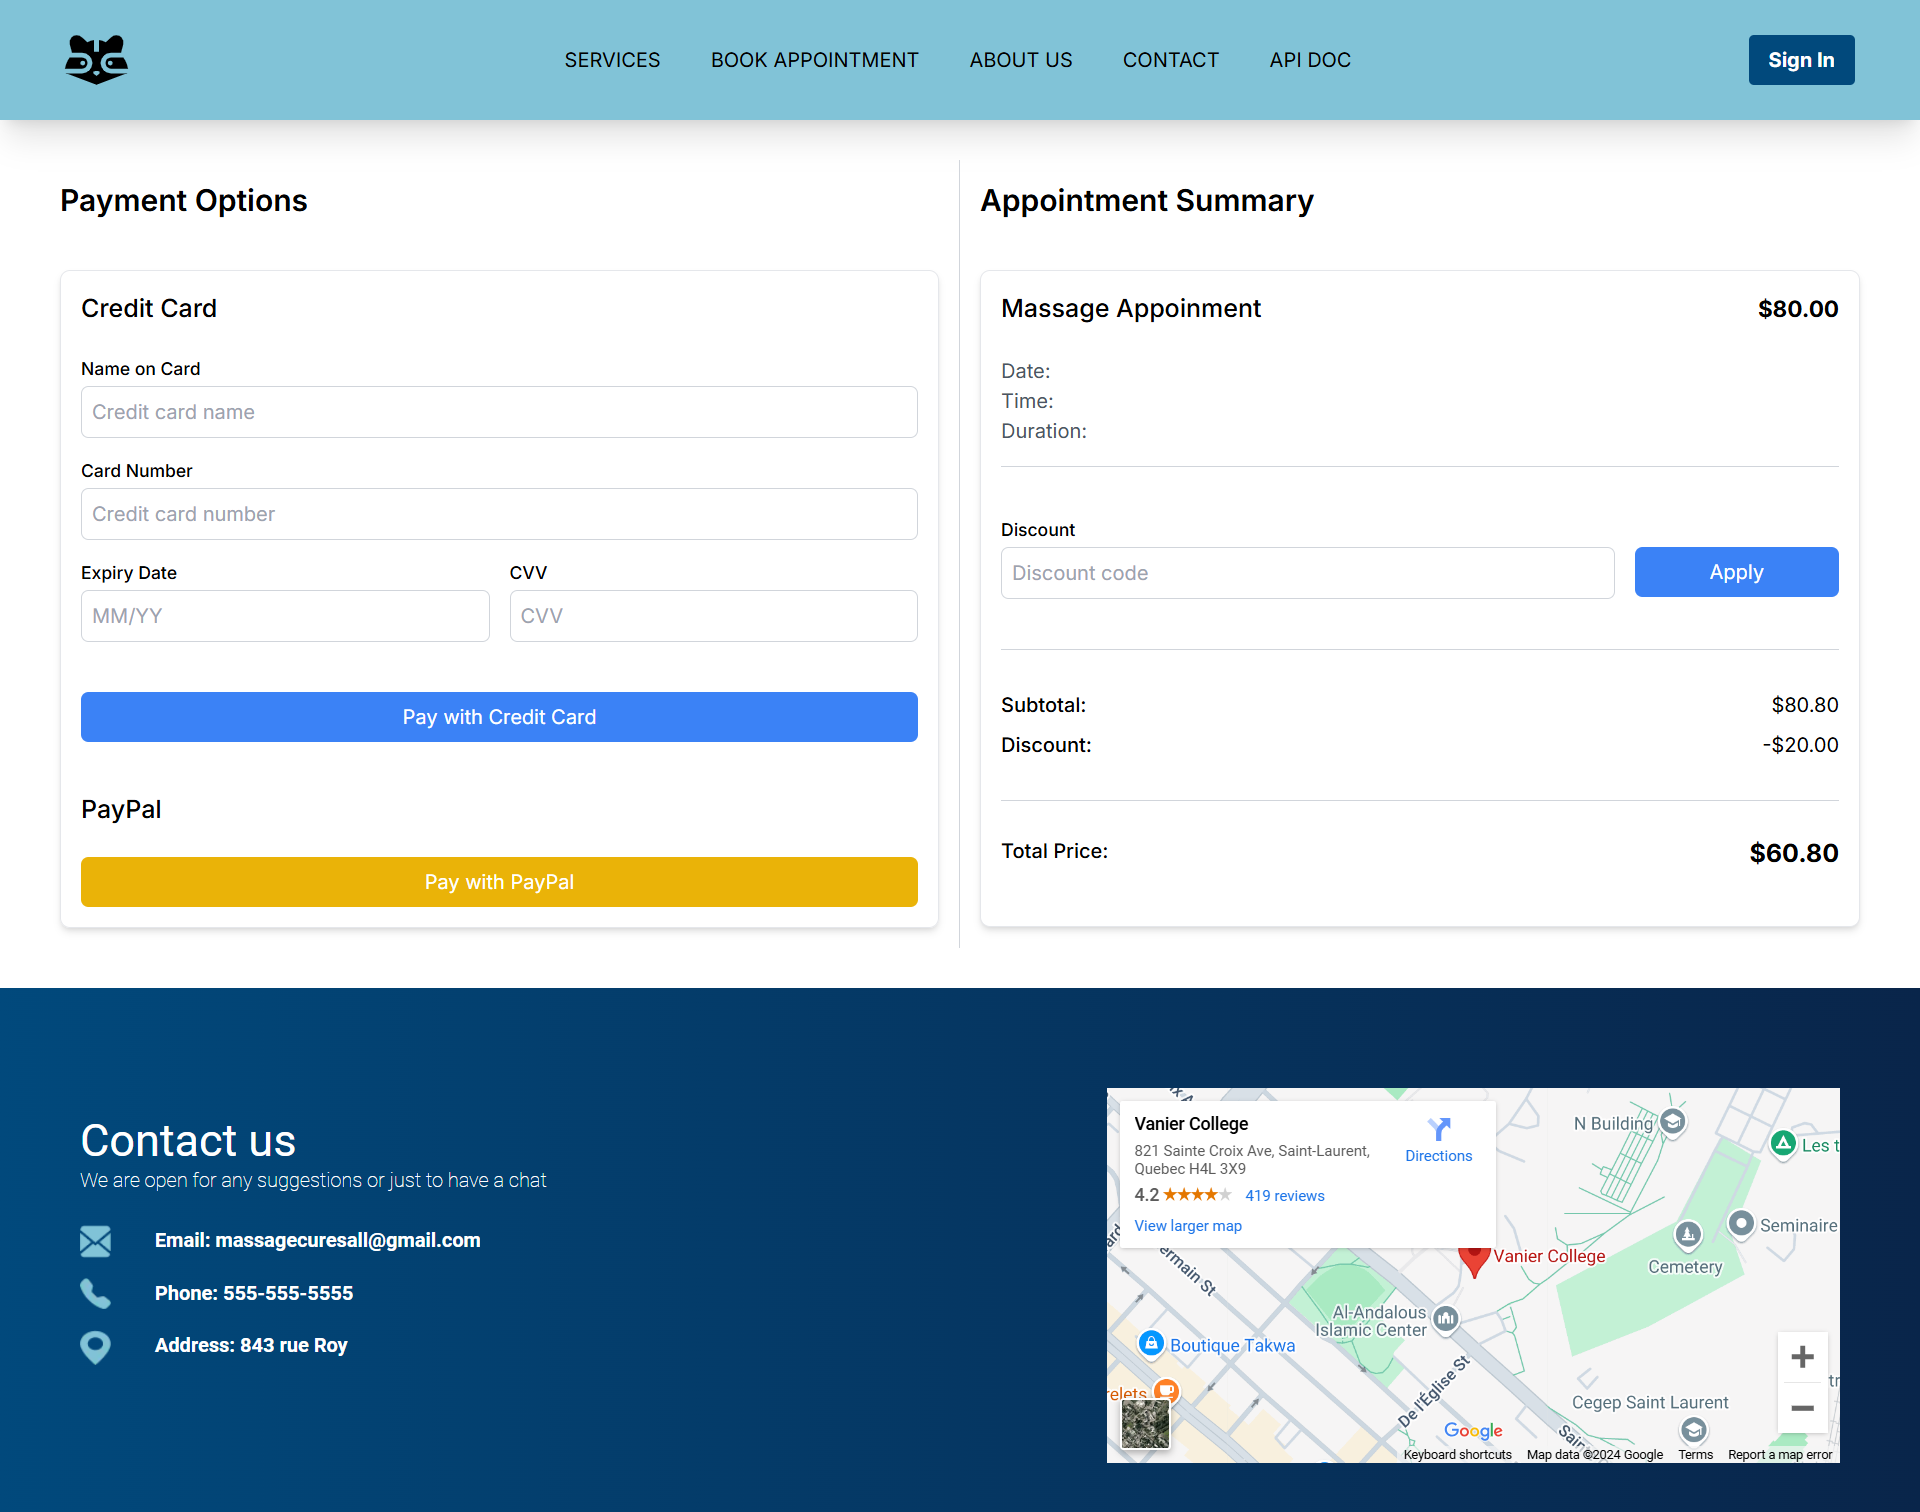 SERVICES
BOOK APPOINTMENT
ABOUT US
CONTACT
API DOC
Sign In
Payment Options
Credit Card
Name on Card
Credit card name
Card Number
Credit card number
Expiry Date
CVV
MM/YY
CVV
Pay with Credit Card
PayPal
Pay with PayPal
Appointment Summary
Massage Appoinment
$80.00
Date:
Time:
Duration:
Discount
Discount code
Apply
Subtotal:
$80.80
Discount:
-$20.00
Total Price:
$60.80
Contact us
We are open for any suggestions or just to have a chat
Email: massagecuresall@gmail.com
Phone: 555-555-5555
Address: 843 rue Roy
Vanier College
821 Sainte Croix Ave, Saint-Laurent,
Quebec H4L 3X9
4.2
419 reviews
View larger map
Directions
N Building
Les t
Seminaire
Cemetery
Vanier College
ermain St
Al-Andalous
Islamic Center
Boutique Takwa
relets
De l'Église St
Cegep Saint Laurent
Google
Keyboard shortcuts
Map data ©2024 Google
Terms
Report a map error